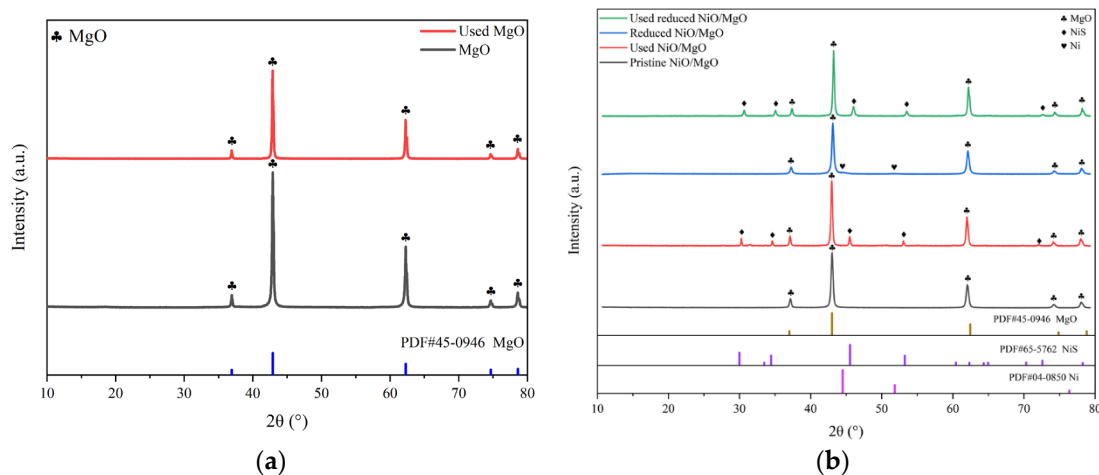 ♣ MgO
Used MgO
MgO
PDF#45-0946 MgO
Intensity (a.u.)
10 20 30 40 50 60 70 80
2θ (°)
(a)
Used reduced NiO/MgO
Reduced NiO/MgO
Used NiO/MgO
Pristine NiO/MgO
♣ MgO
♦ NiS
♥ Ni
PDF#45-0946 MgO
PDF#65-5762 NiS
PDF#04-0850 Ni
Intensity (a.u.)
10 20 30 40 50 60 70 80
2θ (°)
(b)